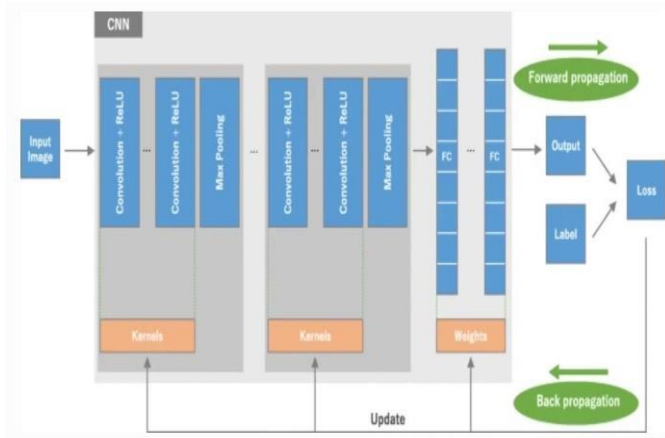 CNN
Forward propagation
Input
Image
Convolution + ReLU
...
Convolution + ReLU
Max Pooling
...
Convolution + ReLU
...
Convolution + ReLU
Max Pooling
FC
...
FC
Output
Label
Loss
Kernels
Kernels
Weights
Back propagation
Update